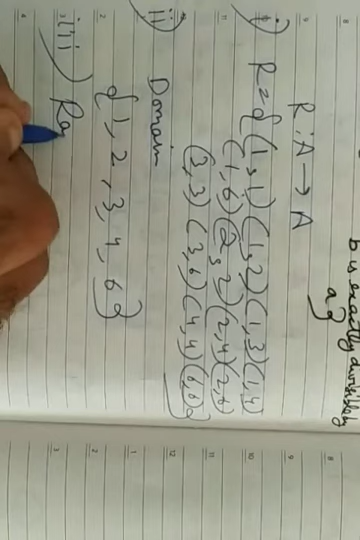 b is exactly divisible by
a}
R : A → A
i) R = { (1, 1) (1, 2) (1, 3) (1, 4)
(1, 6) (2, 2) (2, 4) (2, 6)
(3, 3) (3, 6) (4, 4) (6, 6)}
ii) Domain
{ 1, 2, 3, 4, 6 }
iii) Ra